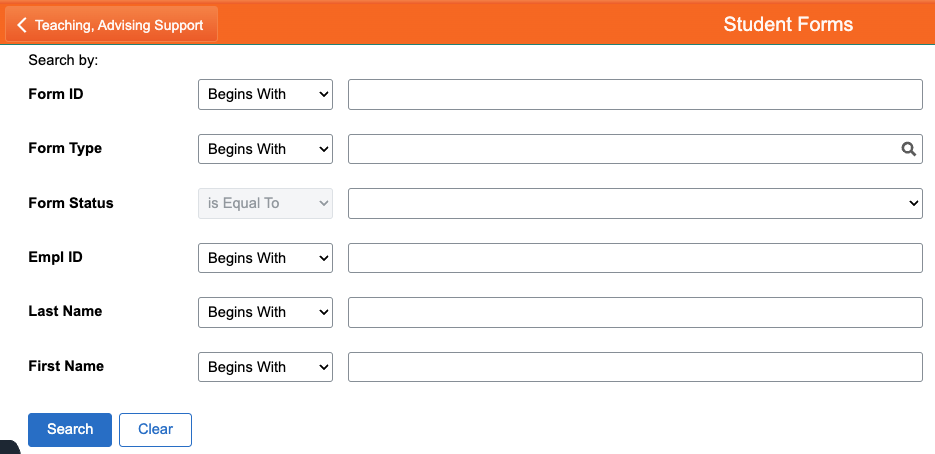 Teaching, Advising Support Student Forms
Search by:
Form ID Begins With
Form Type Begins With
Form Status is Equal To
Empl ID Begins With
Last Name Begins With
First Name Begins With
Search Clear